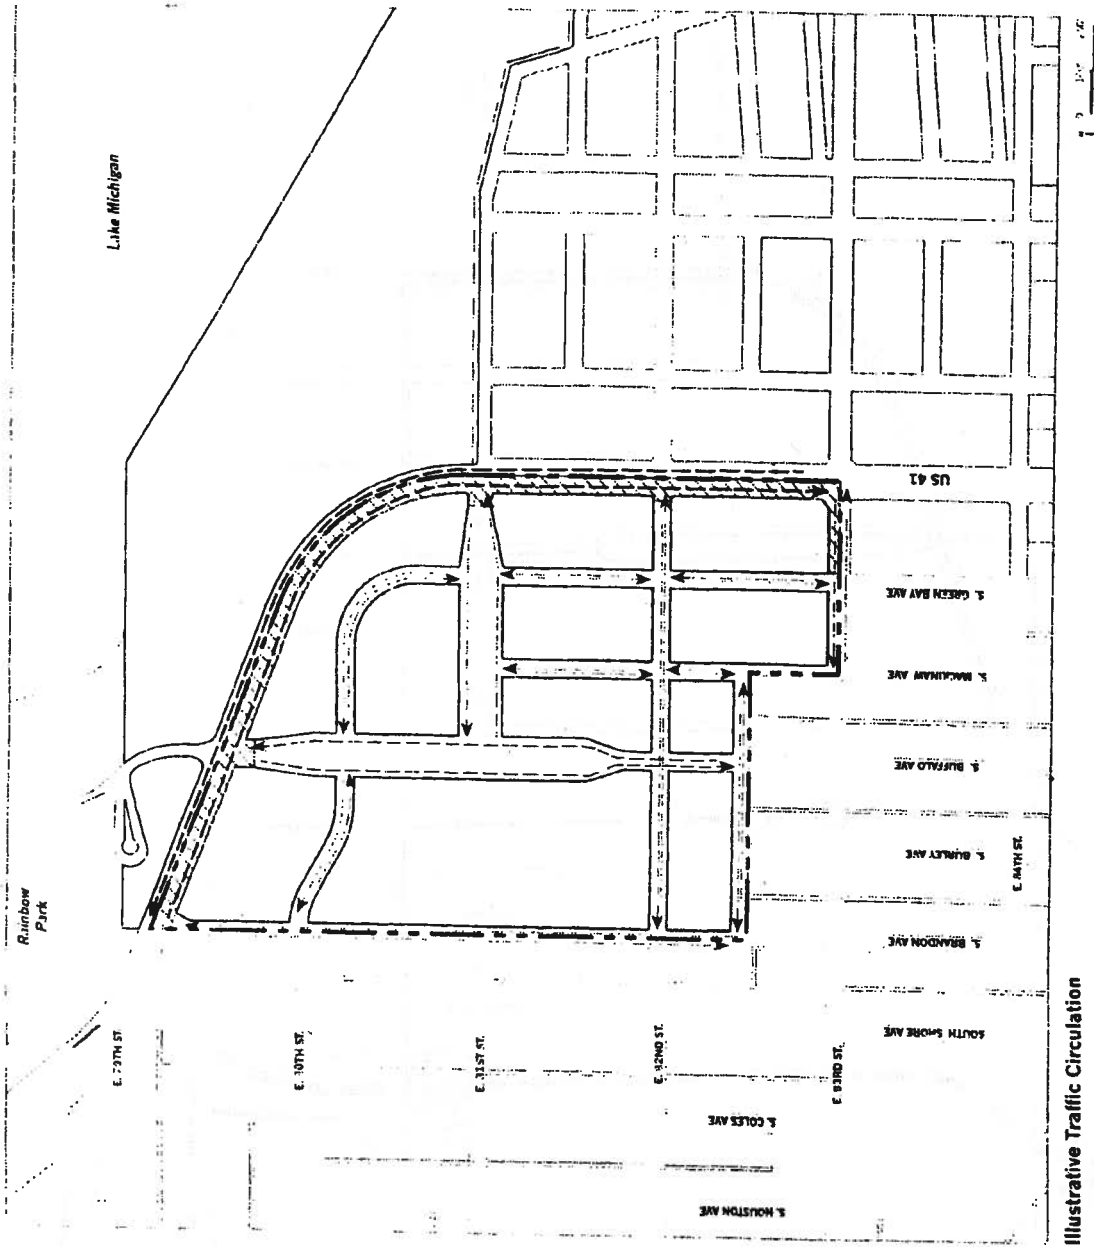 Lake Michigan
Rainbow
Park
US 41
S. GREEN BAY AVE
S. MACKINAW AVE
S. BUFFALO AVE
S. BURLEY AVE
E. 84TH ST.
S. BRANDON AVE
SOUTH SHORE AVE
E. 79TH ST.
E. 80TH ST.
E. 81ST ST.
E. 82ND ST.
E. 83RD ST.
S. COLES AVE
S. HOUSTON AVE
Illustrative Traffic Circulation